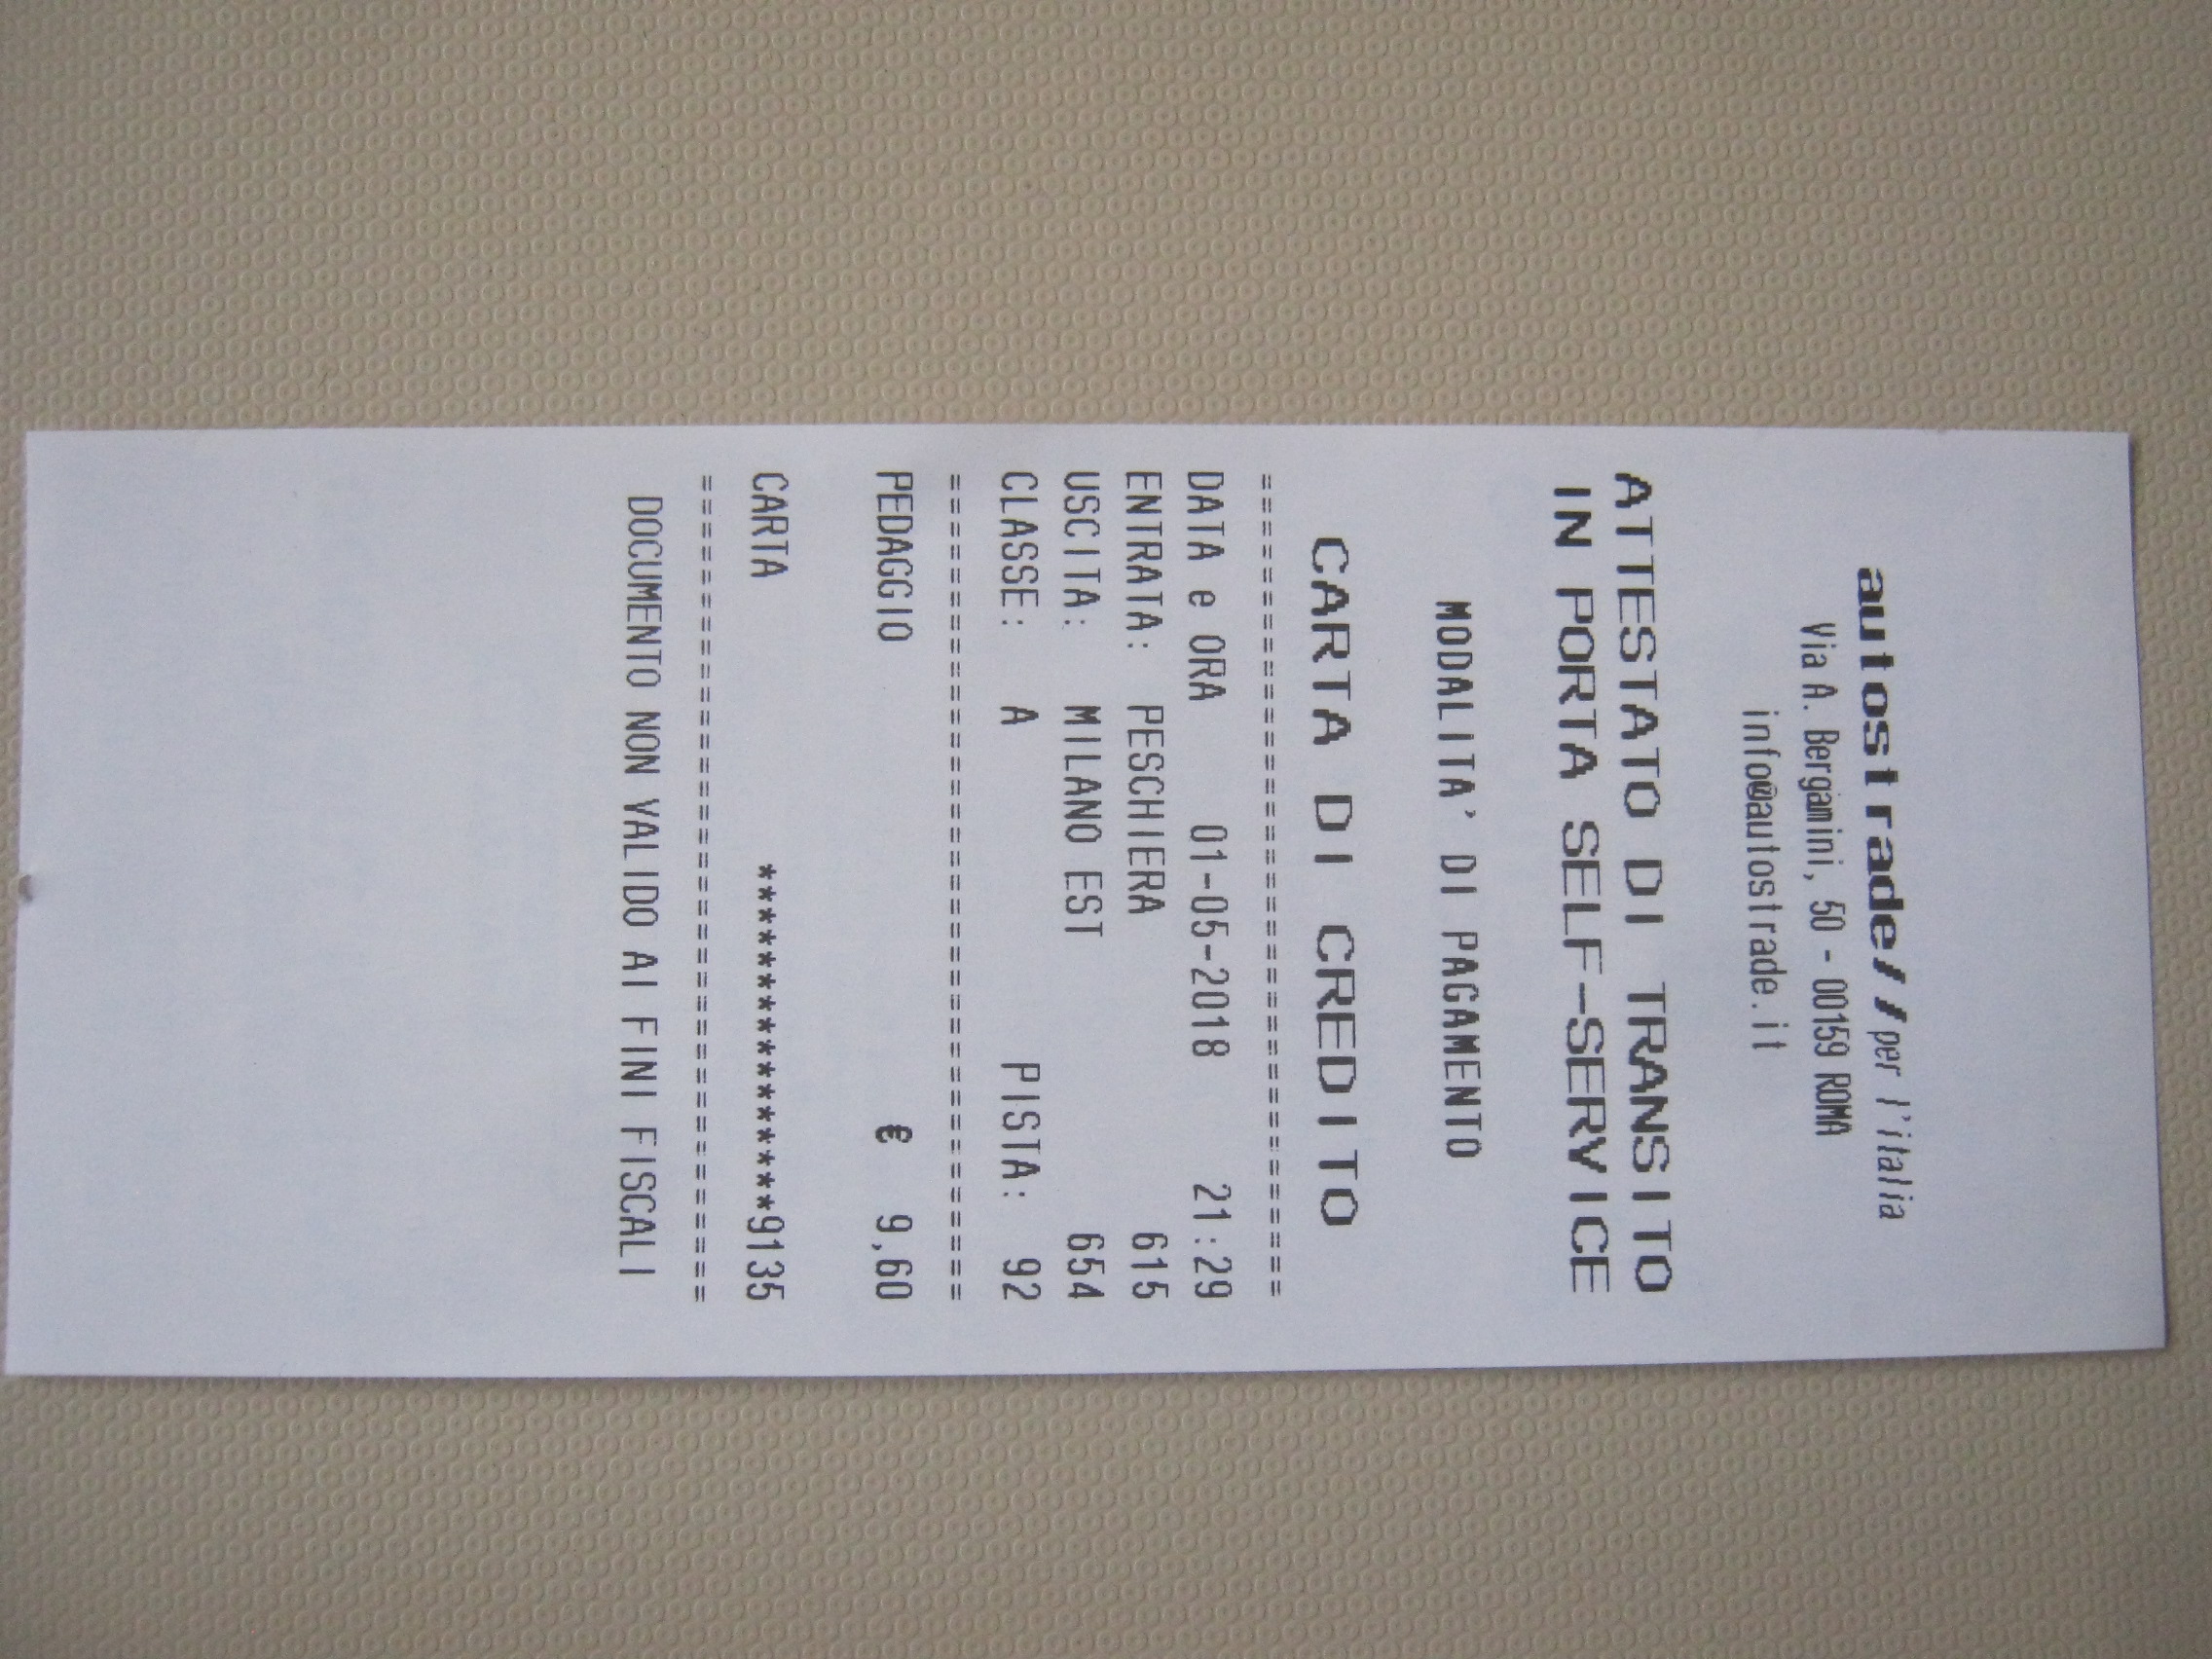 autostrade//per l'italia
Via A. Bergamini, 50 - 00159 ROMA
info@autostrade.it
ATTESTATO DI TRANSITO
IN PORTA SELF-SERVICE
MODALITA' DI PAGAMENTO
CARTA DI CREDITO
====================================
DATA e ORA 01-05-2018 21:29
ENTRATA: PESCHIERA 615
USCITA: MILANO EST 654
CLASSE: A PISTA: 92
====================================
PEDAGGIO € 9,60
CARTA ***************9135
====================================
DOCUMENTO NON VALIDO AI FINI FISCALI